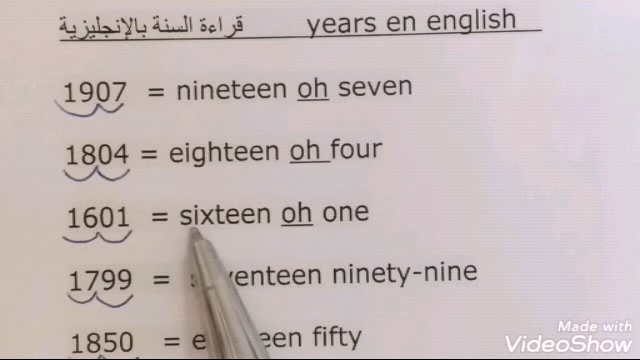 قراءة السنة بالإنجليزية years en english
1907 = nineteen oh seven
1804 = eighteen oh four
1601 = sixteen oh one
1799 = ninety-nine
1850 = fifty
Made with
VideoShow